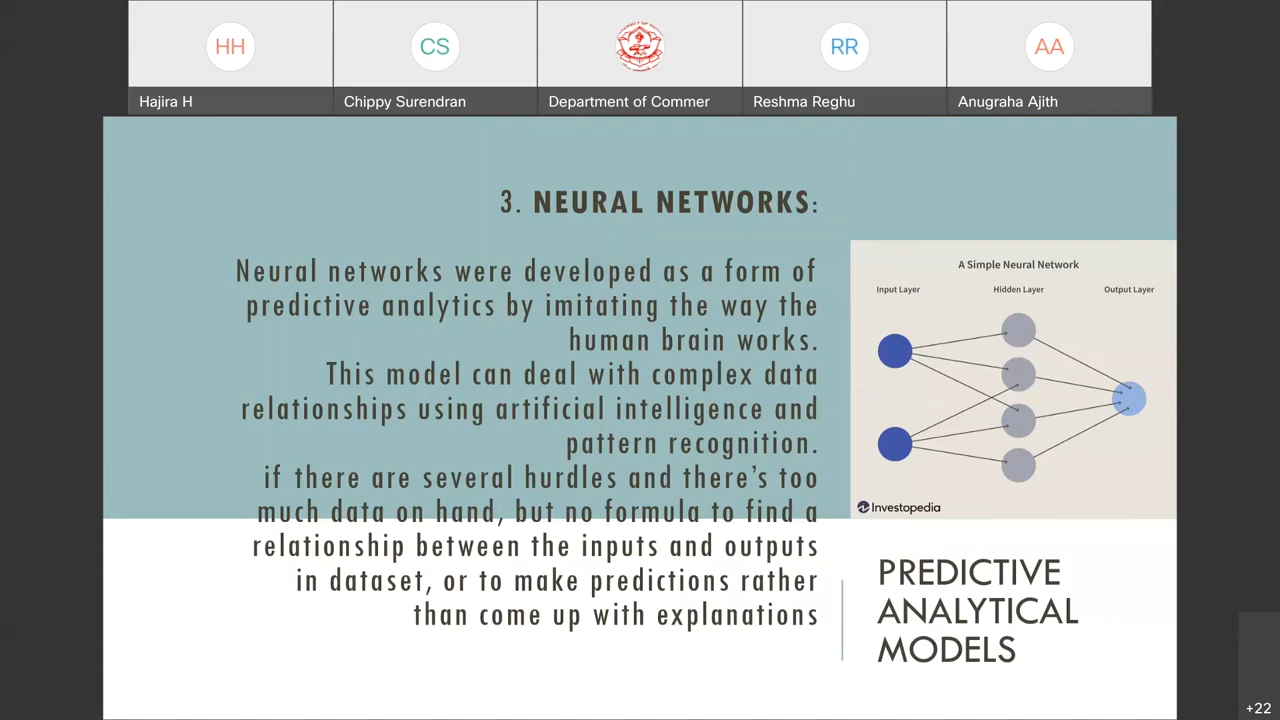 HH
CS
RR
AA
Hajira H
Chippy Surendran
Department of Commer
Reshma Reghu
Anugraha Ajith
3. NEURAL NETWORKS:
Neural networks were developed as a form of
predictive analytics by imitating the way the
human brain works.
This model can deal with complex data
relationships using artificial intelligence and
pattern recognition.
if there are several hurdles and there's too
much data on hand, but no formula to find a
relationship between the inputs and outputs
in dataset, or to make predictions rather
than come up with explanations
A Simple Neural Network
Input Layer
Hidden Layer
Output Layer
Investopedia
PREDICTIVE
ANALYTICAL
MODELS
+22